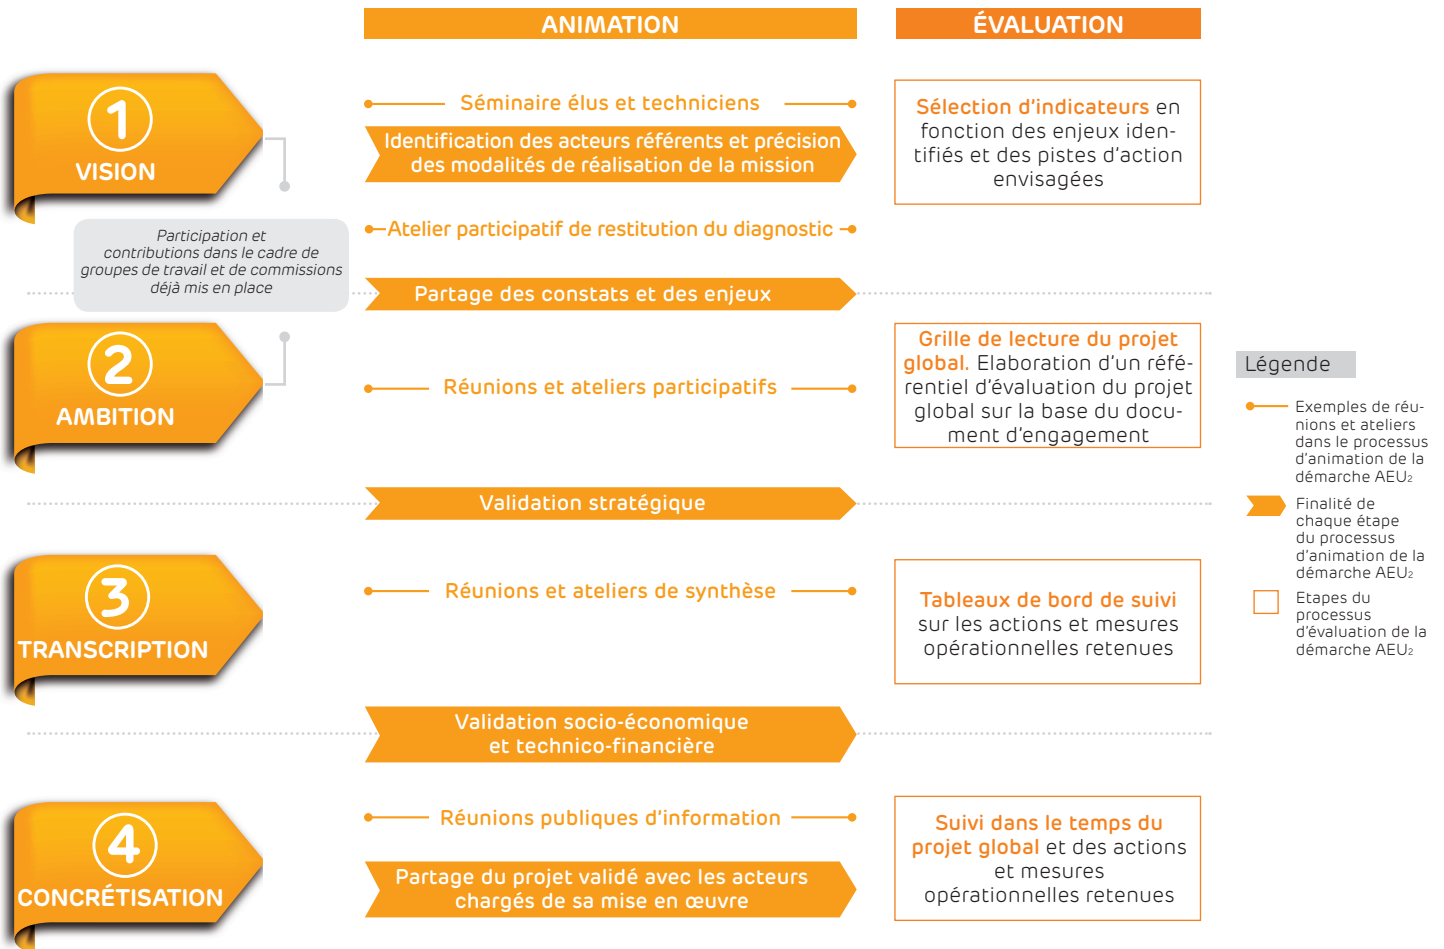 ANIMATION
ÉVALUATION
1
VISION
Séminaire élus et techniciens
Identification des acteurs référents et précision
des modalités de réalisation de la mission
Sélection d'indicateurs en
fonction des enjeux iden-
tifiés et des pistes d'action
envisagées
Participation et
contributions dans le cadre de
groupes de travail et de commissions
déjà mis en place
Atelier participatif de restitution du diagnostic
Partage des constats et des enjeux
2
AMBITION
Réunions et ateliers participatifs
Grille de lecture du projet
global. Elaboration d'un réfé-
rentiel d'évaluation du projet
global sur la base du docu-
ment d'engagement
Validation stratégique
3
TRANSCRIPTION
Réunions et ateliers de synthèse
Tableaux de bord de suivi
sur les actions et mesures
opérationnelles retenues
Validation socio-économique
et technico-financière
4
CONCRÉTISATION
Réunions publiques d'information
Partage du projet validé avec les acteurs
chargés de sa mise en œuvre
Suivi dans le temps du
projet global et des actions
et mesures
opérationnelles retenues
Légende
Exemples de réu-
nions et ateliers
dans le processus
d'animation de la
démarche AEU2
Finalité de
chaque étape
du processus
d'animation de la
démarche AEU2
Etapes du
processus
d'évaluation de la
démarche AEU2